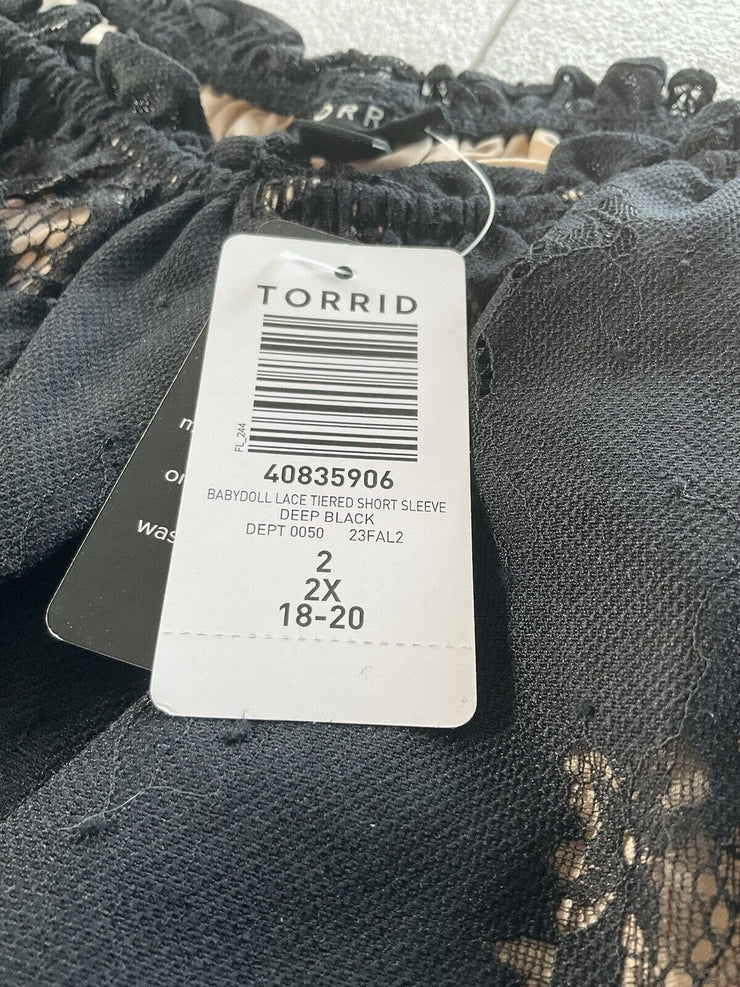 TORRID
FL_244
40835906
BABYDOLL LACE TIERED SHORT SLEEVE
DEEP BLACK
DEPT 0050 23FAL2
2
2X
18-20